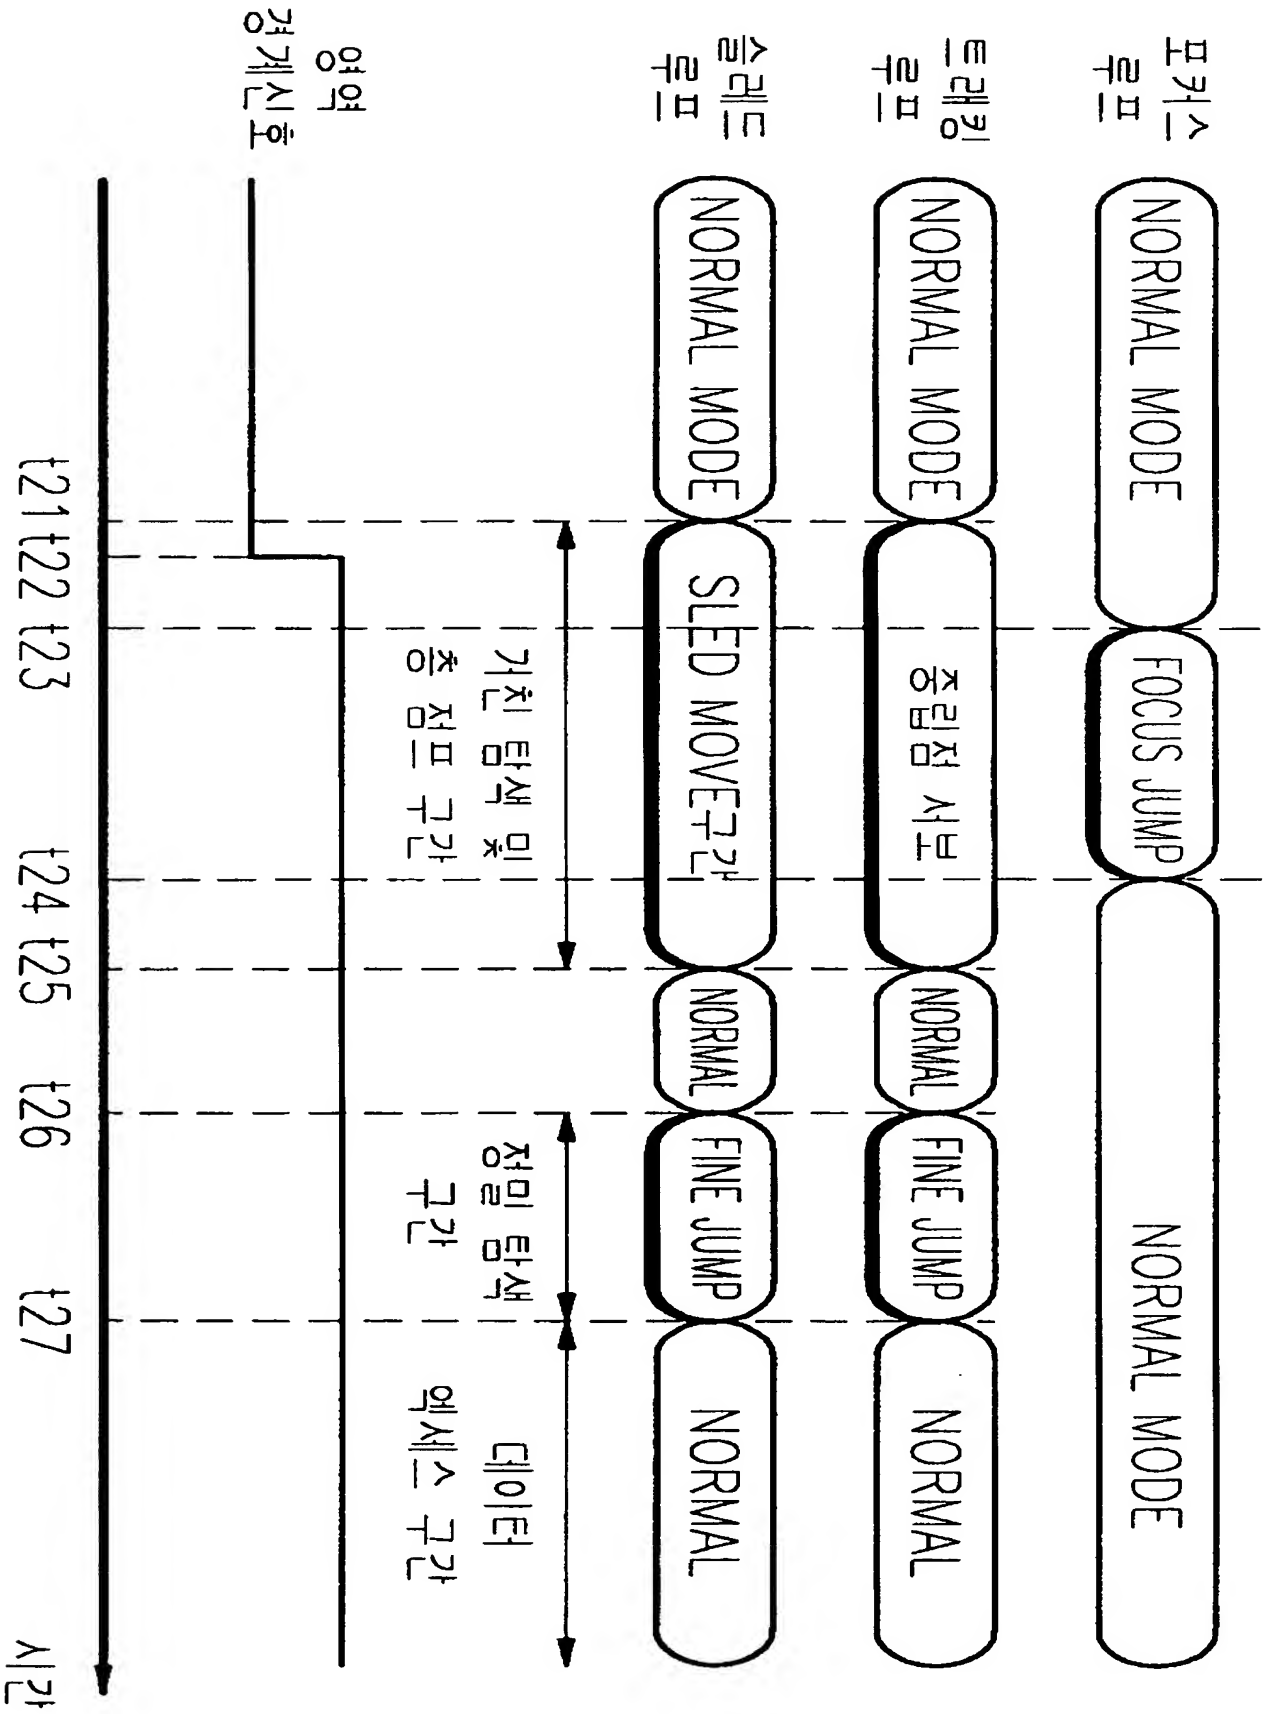 포커스
루프
NORMAL MODE
FOCUS JUMP
NORMAL MODE
트래킹
루프
NORMAL MODE
중립점 서보
NORMAL
FINE JUMP
NORMAL
슬레드
루프
NORMAL MODE
SLED MOVE구간
NORMAL
FINE JUMP
NORMAL
거친 탐색 및
층 점프 구간
정밀 탐색
구간
데이터
엑세스 구간
영역
경계신호
t21 t22 t23 t24 t25 t26 t27
시간